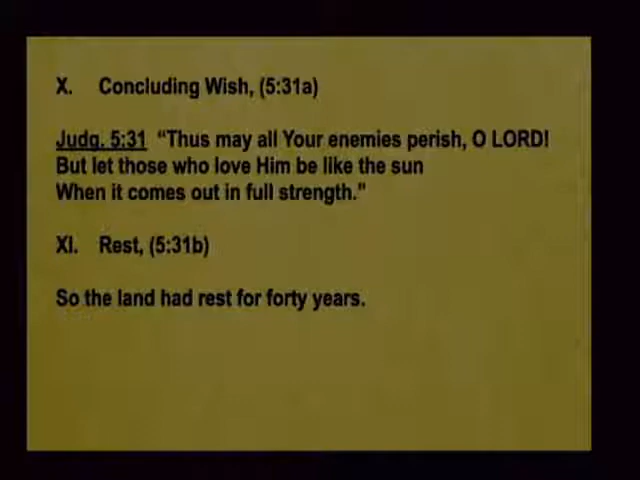 X. Concluding Wish, (5:31a)
Judg. 5:31 “Thus may all Your enemies perish, O LORD!
But let those who love Him be like the sun
When it comes out in full strength.”
XI. Rest, (5:31b)
So the land had rest for forty years.